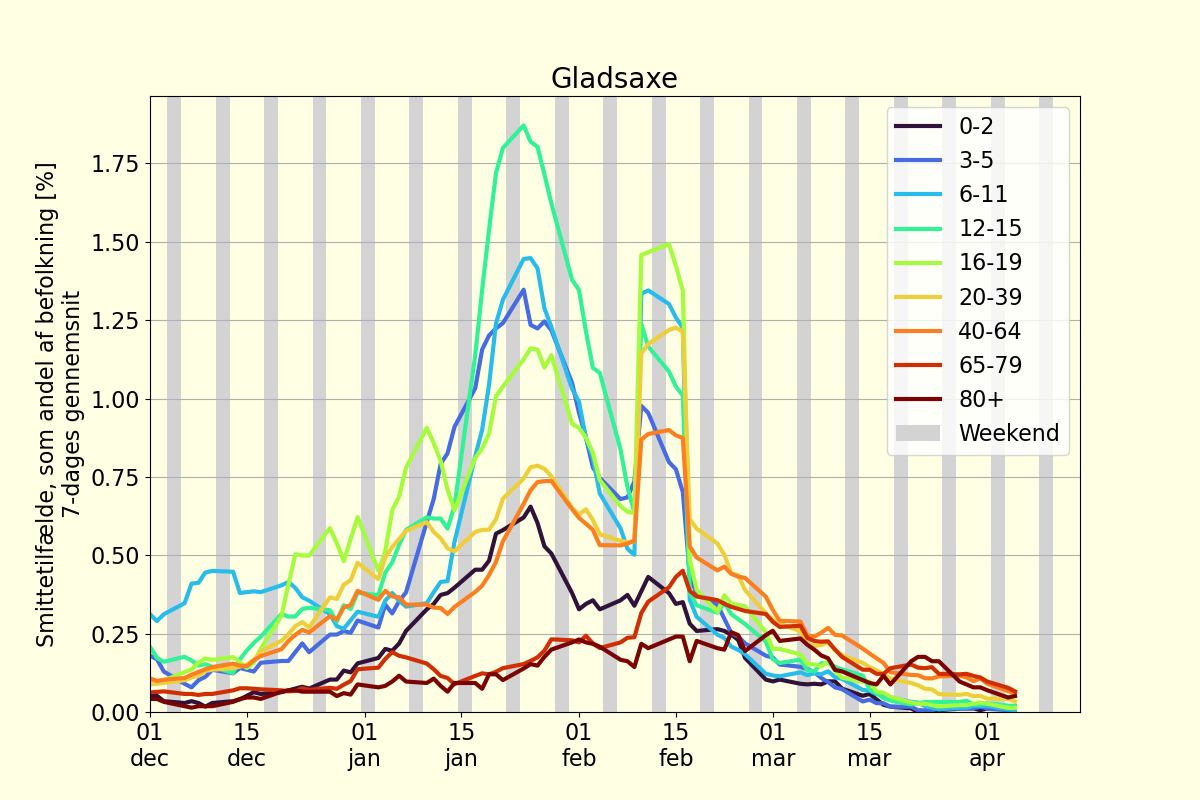 Gladsaxe
Smittetilfælde, som andel af befolkning [%]
7-dages gennemsnit
1.75
1.50
1.25
1.00
0.75
0.50
0.25
0.00
01 15 01 15 01 15 01 15 01
dec dec jan jan feb feb mar mar apr
0-2
3-5
6-11
12-15
16-19
20-39
40-64
65-79
80+
Weekend